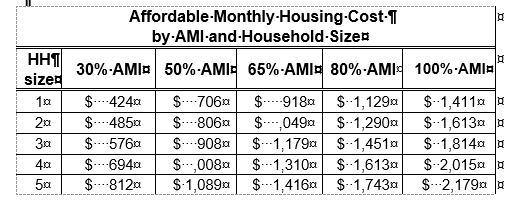 Affordable·Monthly·Housing·Cost·¶
by·AMI·and·Household·Size¤ ¤
HH¶
size¤ 30%·AMI¤ 50%·AMI¤ 65%·AMI¤ 80%·AMI¤ 100%·AMI¤ ¤
1¤ $····424¤ $····706¤ $·····918¤ $··1,129¤ $··1,411¤ ¤
2¤ $····485¤ $····806¤ $···,049¤ $··1,290¤ $··1,613¤ ¤
3¤ $····576¤ $····908¤ $···1,179¤ $··1,451¤ $··1,814¤ ¤
4¤ $····694¤ $···,008¤ $···1,310¤ $··1,613¤ $··2,015¤ ¤
5¤ $····812¤ $·1,089¤ $···1,416¤ $··1,743¤ $···2,179¤ ¤